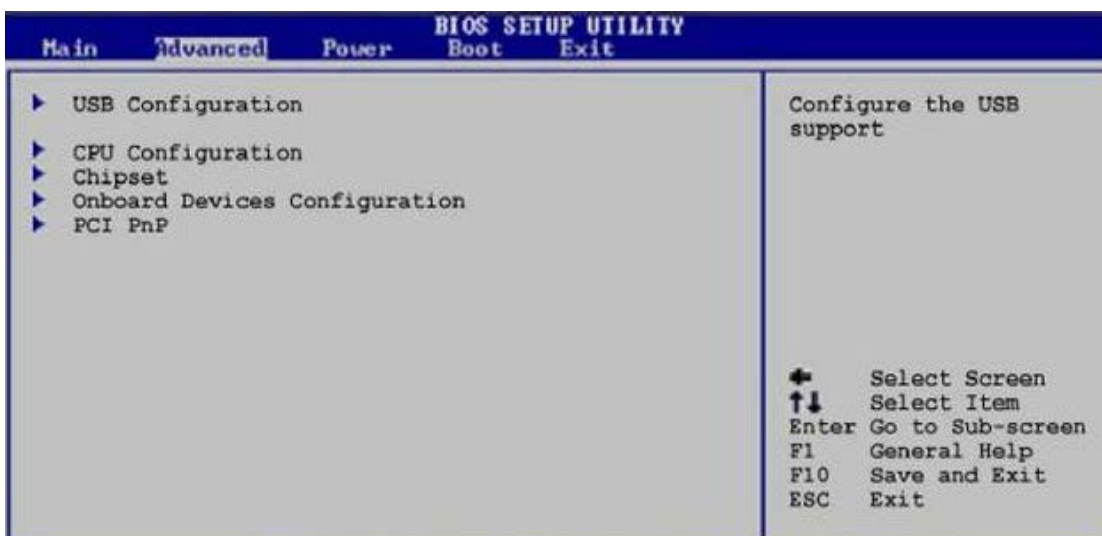 BIOS SETUP UTILITY
Main Advanced Power Boot Exit
USB Configuration
CPU Configuration
Chipset
Onboard Devices Configuration
PCI PnP
Configure the USB
support
Select Screen
↑↓ Select Item
Enter Go to Sub-screen
F1 General Help
F10 Save and Exit
ESC Exit